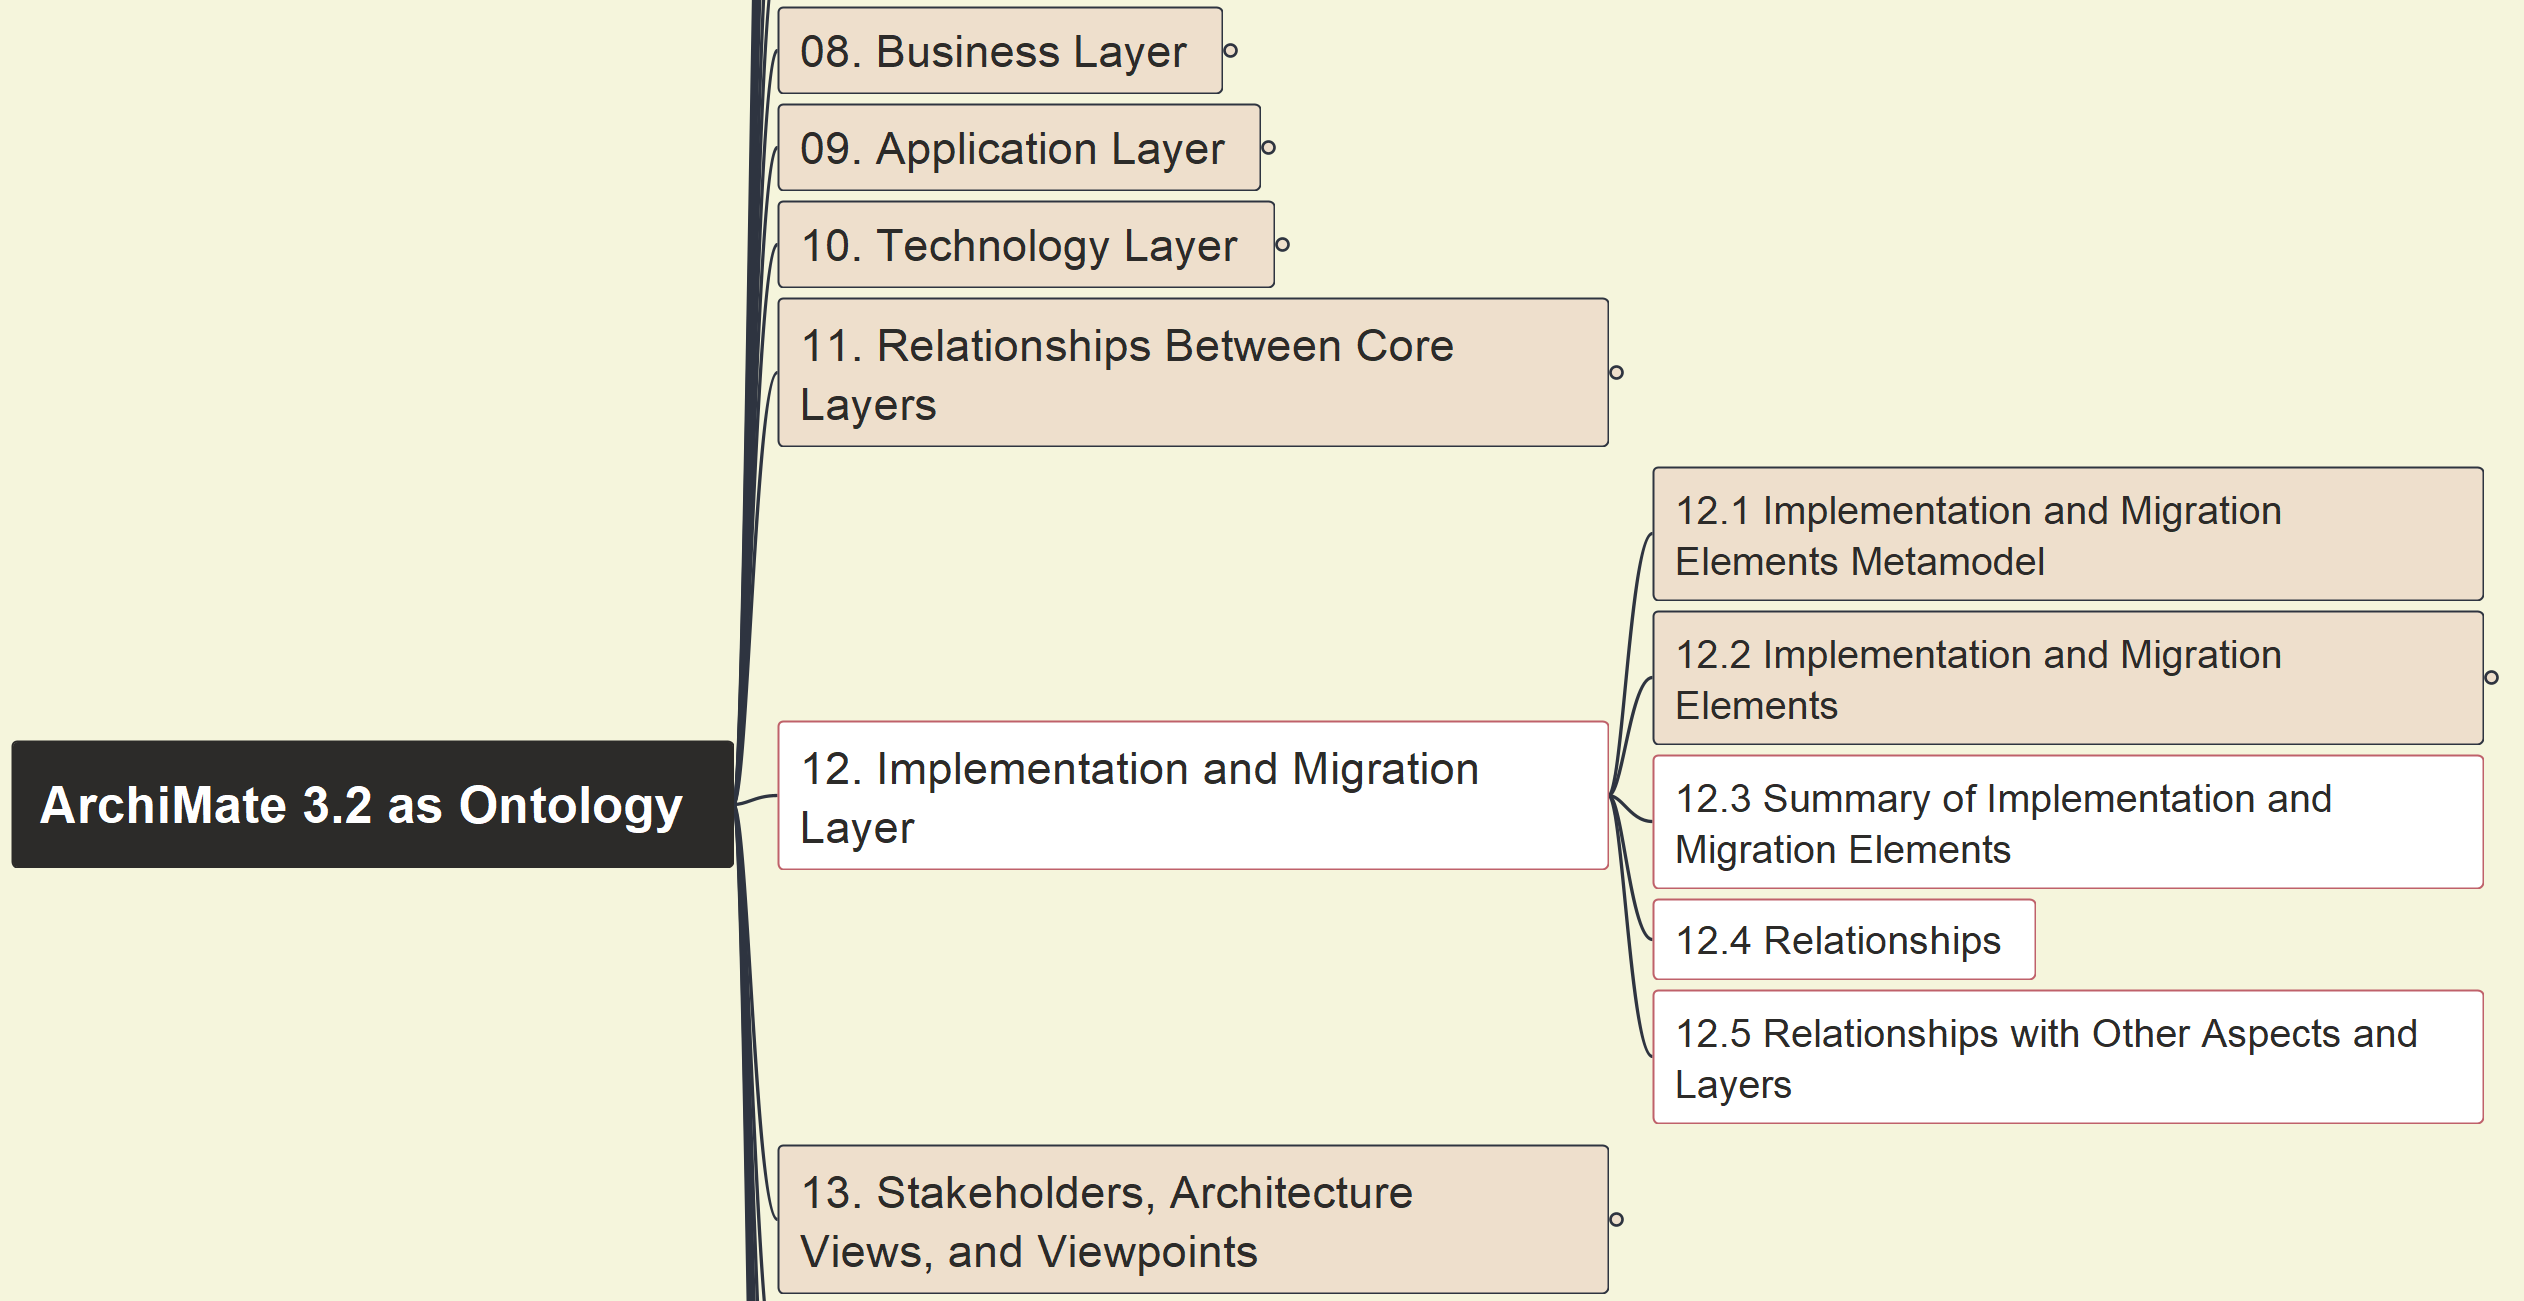 08. Business Layer
09. Application Layer
10. Technology Layer
11. Relationships Between Core
Layers
12.1 Implementation and Migration
Elements Metamodel
12.2 Implementation and Migration
Elements
ArchiMate 3.2 as Ontology
12. Implementation and Migration
Layer
12.3 Summary of Implementation and
Migration Elements
12.4 Relationships
12.5 Relationships with Other Aspects and
Layers
13. Stakeholders, Architecture
Views, and Viewpoints